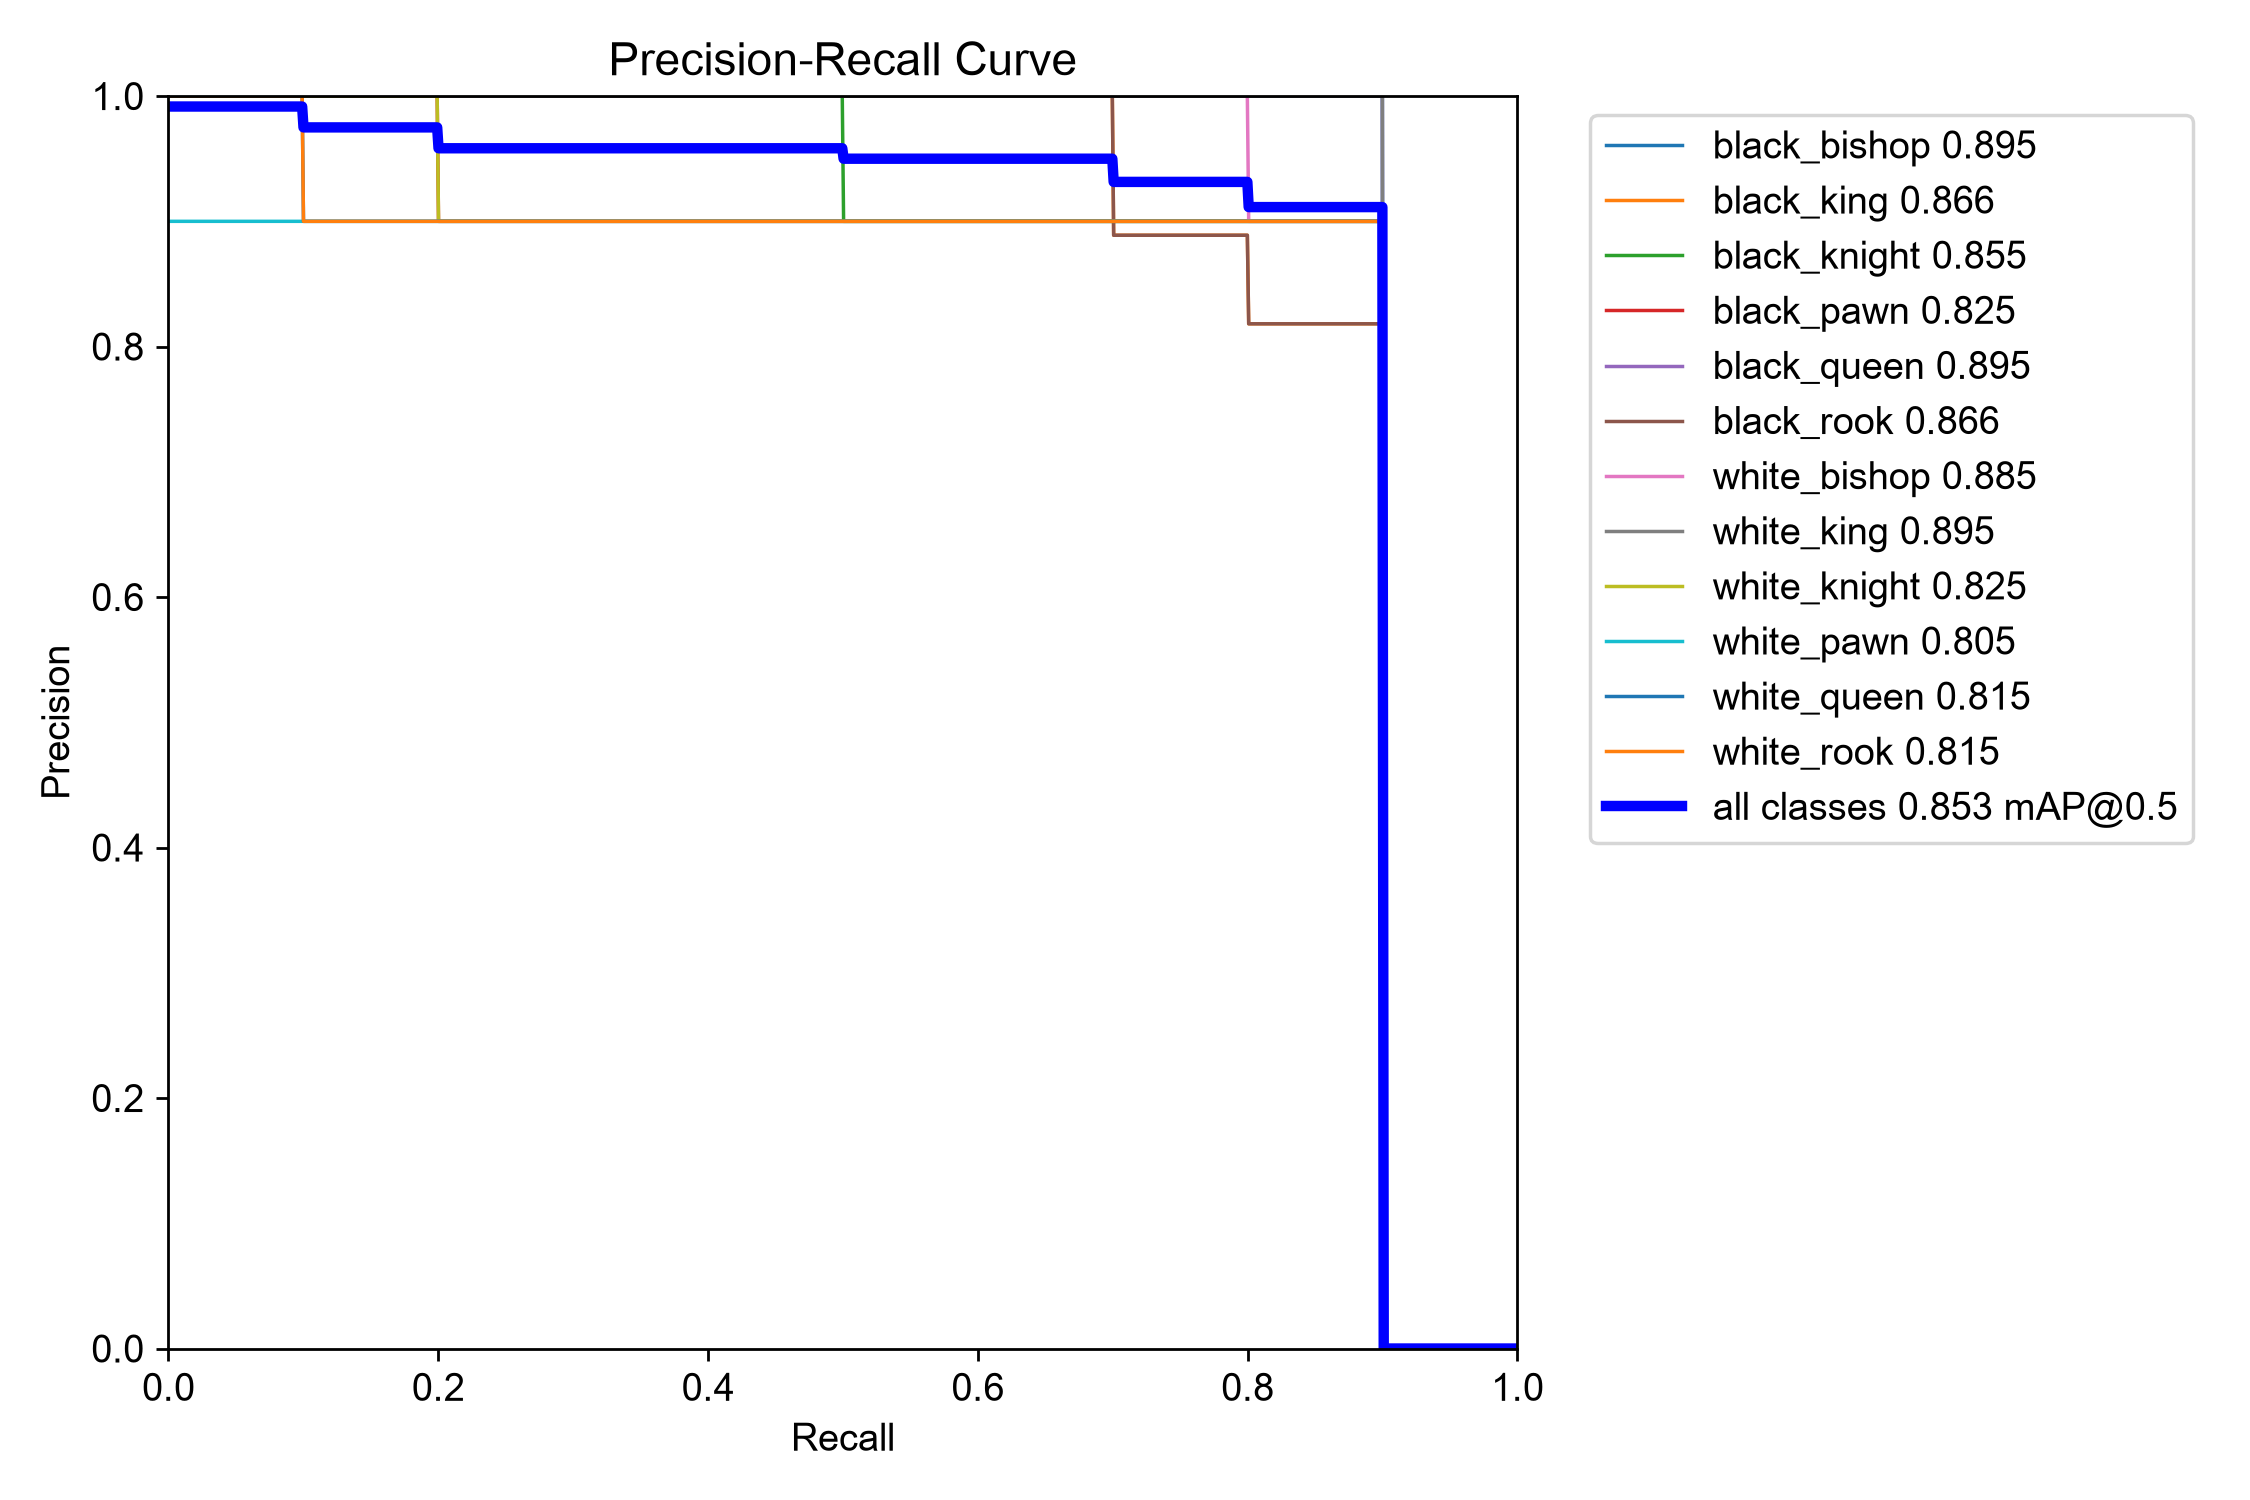 Precision-Recall Curve
1.0
0.8
0.6
0.4
0.2
0.0
Precision
0.0 0.2 0.4 0.6 0.8 1.0
Recall
black_bishop 0.895
black_king 0.866
black_knight 0.855
black_pawn 0.825
black_queen 0.895
black_rook 0.866
white_bishop 0.885
white_king 0.895
white_knight 0.825
white_pawn 0.805
white_queen 0.815
white_rook 0.815
all classes 0.853 mAP@0.5